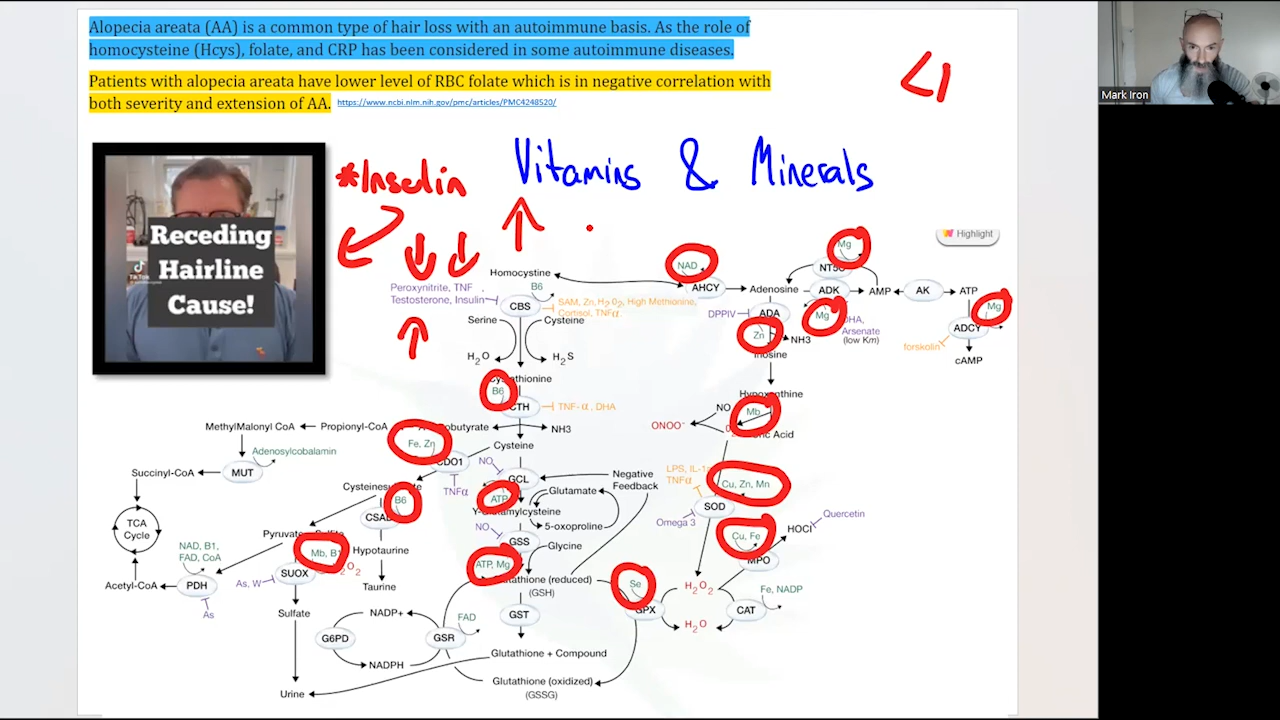 Alopecia areata (AA) is a common type of hair loss with an autoimmune basis. As the role of
homocysteine (Hcys), folate, and CRP has been considered in some autoimmune diseases.
Patients with alopecia areata have lower level of RBC folate which is in negative correlation with
both severity and extension of AA. https://www.ncbi.nlm.nih.gov/pmc/articles/PMC4248520/
<1
Mark Iron
*Insulin
Vitamins & Minerals
Receding
Hairline
Cause!
TikTok
Highlight
Homocystine
B6
CBS
Peroxynitrite, TNF
Testosterone, Insulin
SAM, Zn, H2O2, High Methionine,
Cortisol, TNFα
Serine
Cysteine
H2O
H2S
NAD
AHCY
Adenosine
Mg
ADK
AMP
AK
ATP
Mg
ADCY
cAMP
forskolin
DPPIV
ADA
Mg
Arsenate
(low Km)
Zn
NH3
B6
TNF-α, DHA
NH3
Mb
NO
ONOO-
MethylMalonyl CoA
Propionyl-CoA
Adenosylcobalamin
MUT
Succinyl-CoA
TCA
Cycle
Acetyl-CoA
PDH
NAD, B1,
FAD, CoA
As
Fe, Zn
CDO1
TNFα
Cysteine
NO
GCL
Negative
Feedback
ATP
Glutamate
5-oxoproline
NO
GSS
Glycine
ATP, Mg
B6
Hypotaurine
Taurine
SUOX
As, W
Sulfate
Urine
Glutathione (reduced)
(GSH)
GST
NADP+
G6PD
GSR
FAD
NADPH
Glutathione + Compound
Glutathione (oxidized)
(GSSG)
Se
GPX
H2O2
H2O
CAT
Fe, NADP
Cu, Zn, Mn
SOD
Omega 3
Cu, Fe
MPO
HOCl
Quercetin